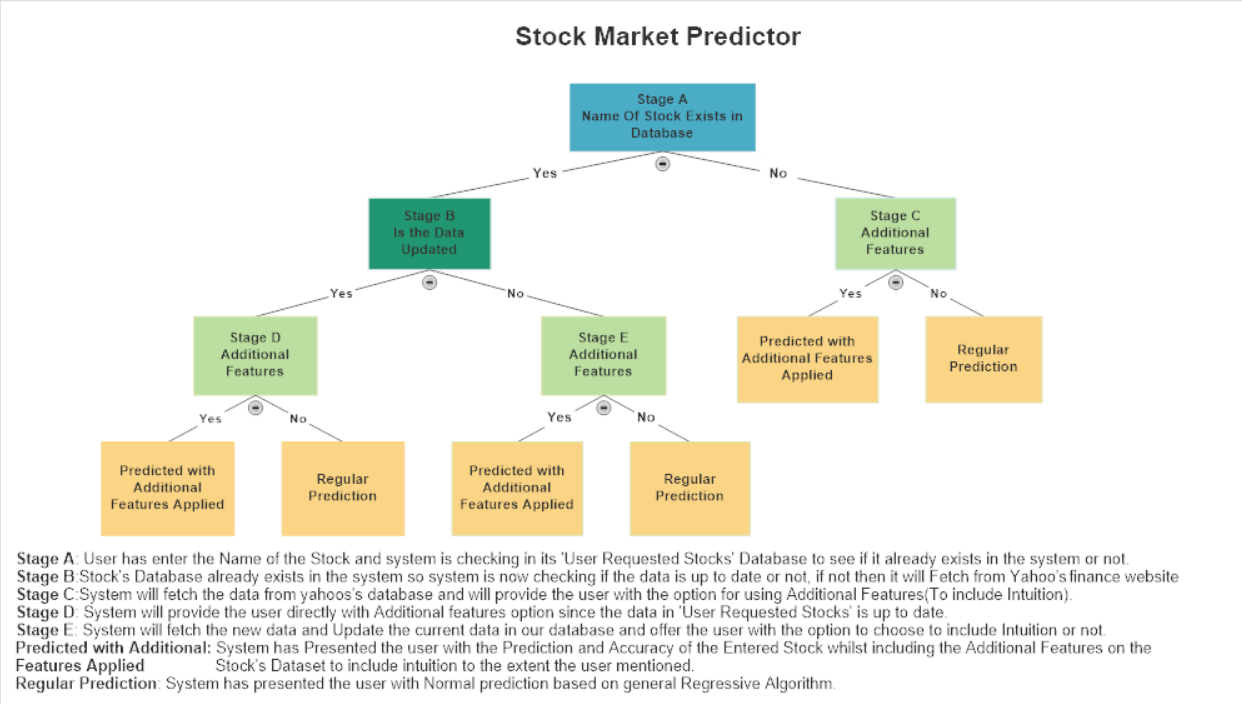 Stock Market Predictor
Stage A
Name Of Stock Exists in
Database
Yes
No
Stage B
Is the Data
Updated
Stage C
Additional
Features
Yes
No
Yes
No
Stage D
Additional
Features
Stage E
Additional
Features
Predicted with
Additional Features
Applied
Regular
Prediction
Yes
No
Yes
No
Predicted with
Additional
Features Applied
Regular
Prediction
Predicted with
Additional
Features Applied
Regular
Prediction
Stage A: User has enter the Name of the Stock and system is checking in its 'User Requested Stocks' Database to see if it already exists in the system or not.
Stage B:Stock's Database already exists in the system so system is now checking if the data is up to date or not, if not then it will Fetch from Yahoo's finance website
Stage C:System will fetch the data from yahoos's database and will provide the user with the option for using Additional Features(To include Intuition).
Stage D: System will provide the user directly with Additional features option since the data in 'User Requested Stocks' is up to date.
Stage E: System will fetch the new data and Update the current data in our database and offer the user with the option to choose to include Intuition or not.
Predicted with Additional: System has Presented the user with the Prediction and Accuracy of the Entered Stock whilst including the Additional Features on the
Features Applied Stock's Dataset to include intuition to the extent the user mentioned.
Regular Prediction: System has presented the user with Normal prediction based on general Regressive Algorithm.